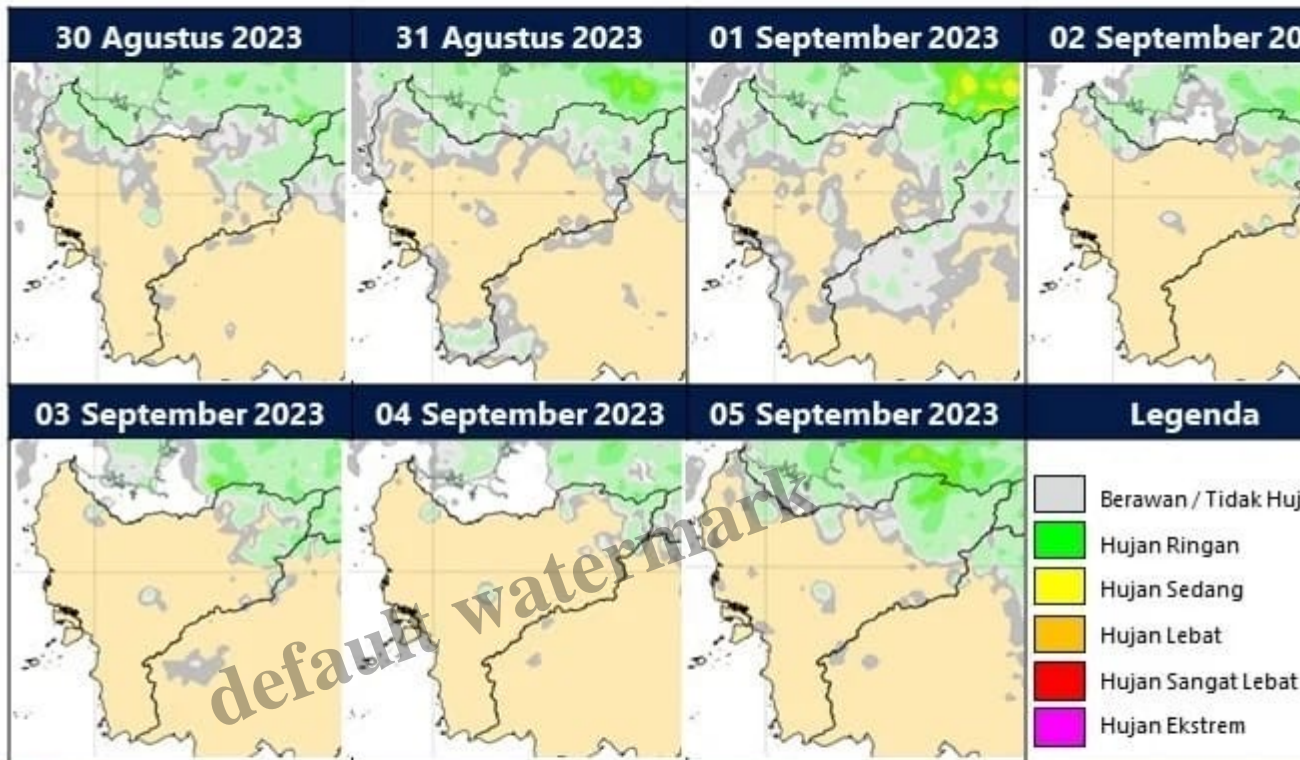 30 Agustus 2023
31 Agustus 2023
01 September 2023
02 September 20
03 September 2023
04 September 2023
05 September 2023
Legenda
Berawan / Tidak Huj
Hujan Ringan
Hujan Sedang
Hujan Lebat
Hujan Sangat Lebat
Hujan Ekstrem
default watermark